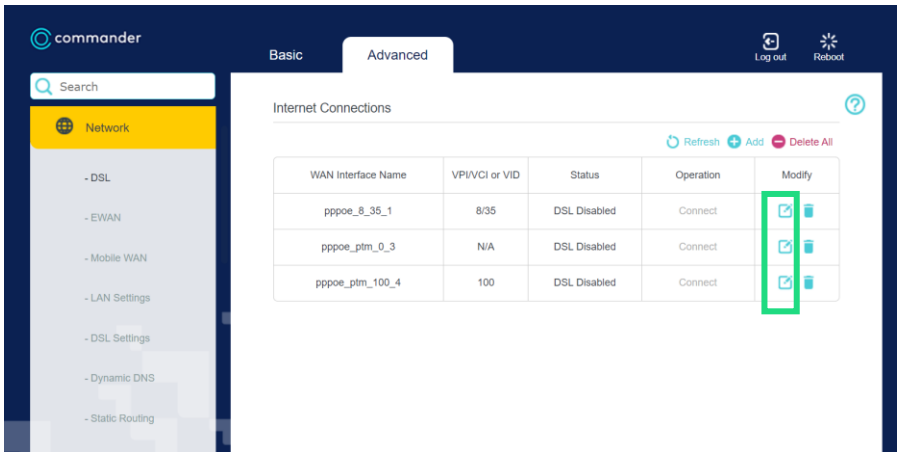 commander
Basic
Advanced
Log out
Reboot
Search
Internet Connections
?
Network
Refresh Add Delete All
- DSL
WAN Interface Name VPI/VCI or VID Status Operation Modify
pppoe_8_35_1 8/35 DSL Disabled Connect
- EWAN
pppoe_ptm_0_3 N/A DSL Disabled Connect
- Mobile WAN
pppoe_ptm_100_4 100 DSL Disabled Connect
- LAN Settings
- DSL Settings
- Dynamic DNS
- Static Routing